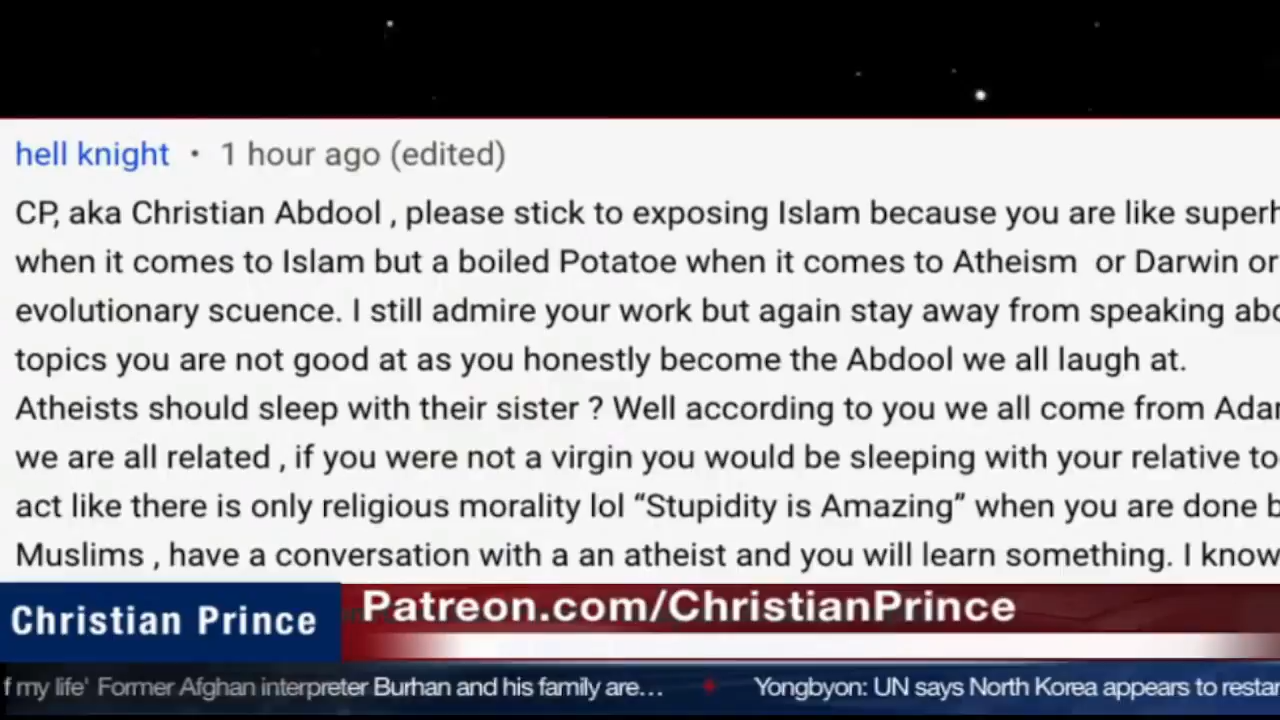 hell knight • 1 hour ago (edited)
CP, aka Christian Abdool , please stick to exposing Islam because you are like
when it comes to Islam but a boiled Potatoe when it comes to Atheism or Darwin or
evolutionary scuence. I still admire your work but again stay away from speaking
topics you are not good at as you honestly become the Abdool we all laugh at.
Atheists should sleep with their sister ? Well according to you we all come from
we are all related , if you were not a virgin you would be sleeping with your relative
act like there is only religious morality lol “Stupidity is Amazing” when you are done
Muslims , have a conversation with a an atheist and you will learn something. I know
Christian Prince
Patreon.com/ChristianPrince
f my life' Former Afghan interpreter Burhan and his family are… Yongbyon: UN says North Korea appears to